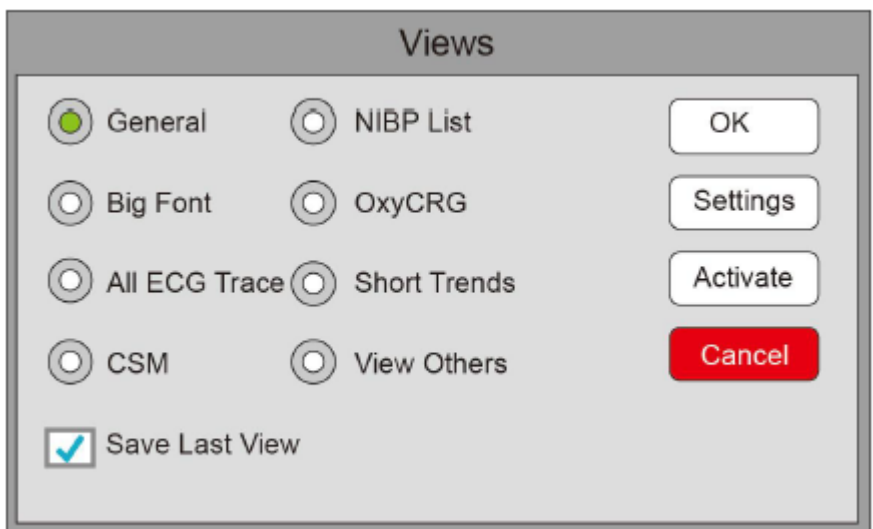 Views
General
NIBP List
OK
Big Font
OxyCRG
Settings
All ECG Trace
Short Trends
Activate
CSM
View Others
Cancel
Save Last View